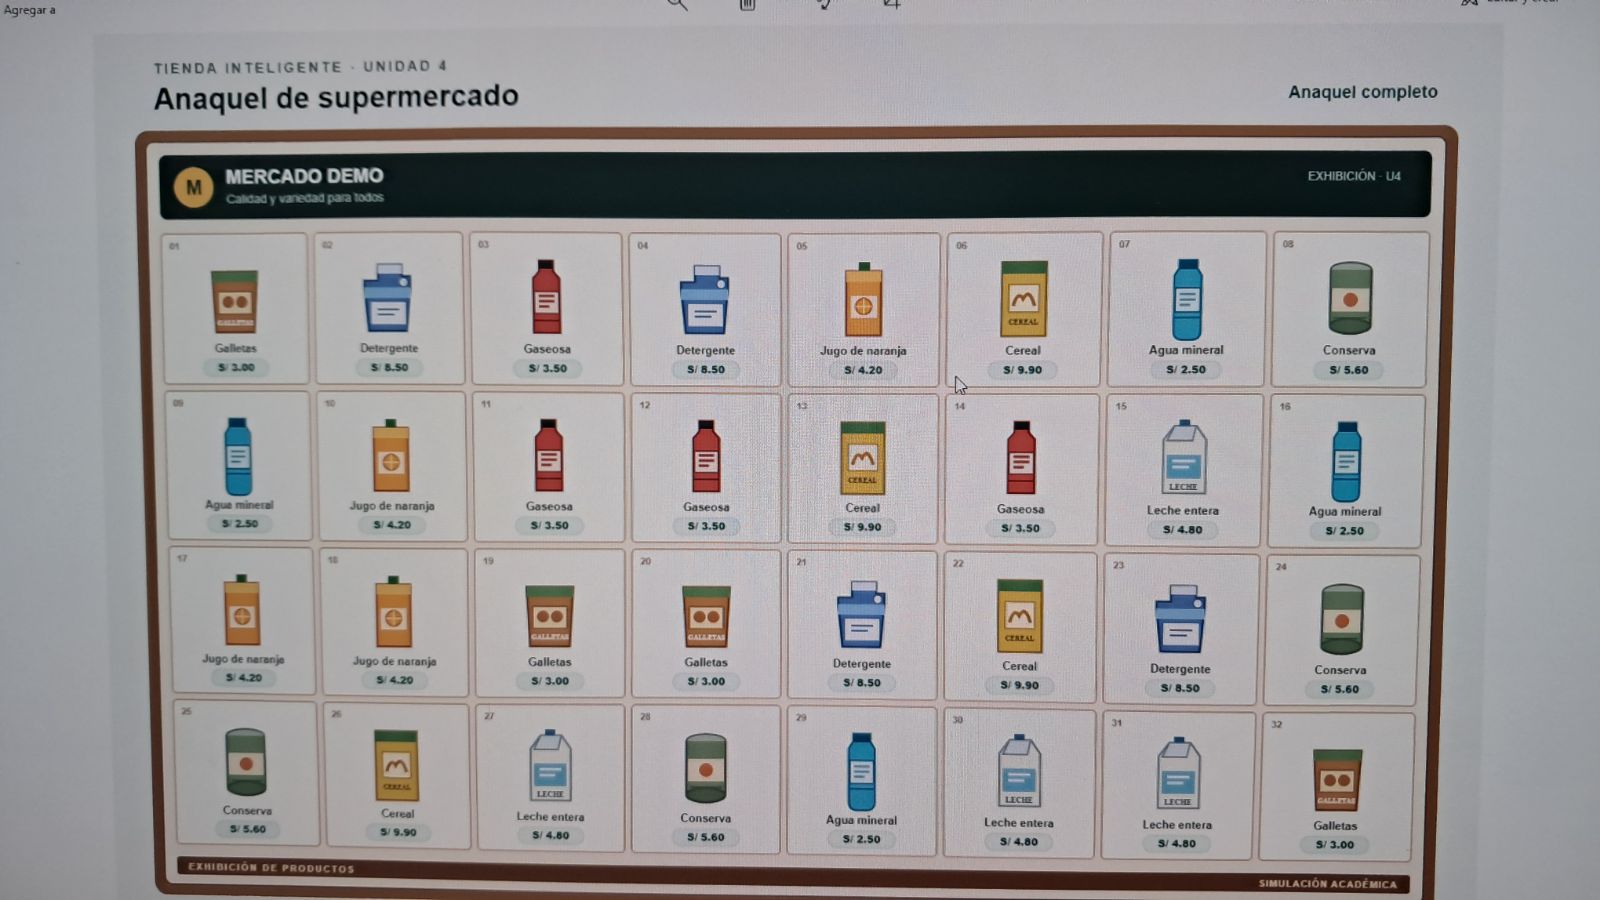 Agregar a
TIENDA INTELIGENTE · UNIDAD 4
Anaquel de supermercado
Anaquel completo
M
MERCADO DEMO
Calidad y variedad para todos
EXHIBICIÓN · U4
01
GALLETAS
Galletas
S/ 3.00
02
Detergente
S/ 8.50
03
Gaseosa
S/ 3.50
04
Detergente
S/ 8.50
05
Jugo de naranja
S/ 4.20
06
CEREAL
Cereal
S/ 9.90
07
Agua mineral
S/ 2.50
08
Conserva
S/ 5.60
09
Agua mineral
S/ 2.50
10
Jugo de naranja
S/ 4.20
11
Gaseosa
S/ 3.50
12
Gaseosa
S/ 3.50
13
CEREAL
Cereal
S/ 9.90
14
Gaseosa
S/ 3.50
15
LECHE
Leche entera
S/ 4.80
16
Agua mineral
S/ 2.50
17
Jugo de naranja
S/ 4.20
18
Jugo de naranja
S/ 4.20
19
GALLETAS
Galletas
S/ 3.00
20
GALLETAS
Galletas
S/ 3.00
21
Detergente
S/ 8.50
22
CEREAL
Cereal
S/ 9.90
23
Detergente
S/ 8.50
24
Conserva
S/ 5.60
25
Conserva
S/ 5.60
26
CEREAL
Cereal
S/ 9.90
27
LECHE
Leche entera
S/ 4.80
28
Conserva
S/ 5.60
29
Agua mineral
S/ 2.50
30
LECHE
Leche entera
S/ 4.80
31
LECHE
Leche entera
S/ 4.80
32
GALLETAS
Galletas
S/ 3.00
EXHIBICIÓN DE PRODUCTOS
SIMULACIÓN ACADÉMICA